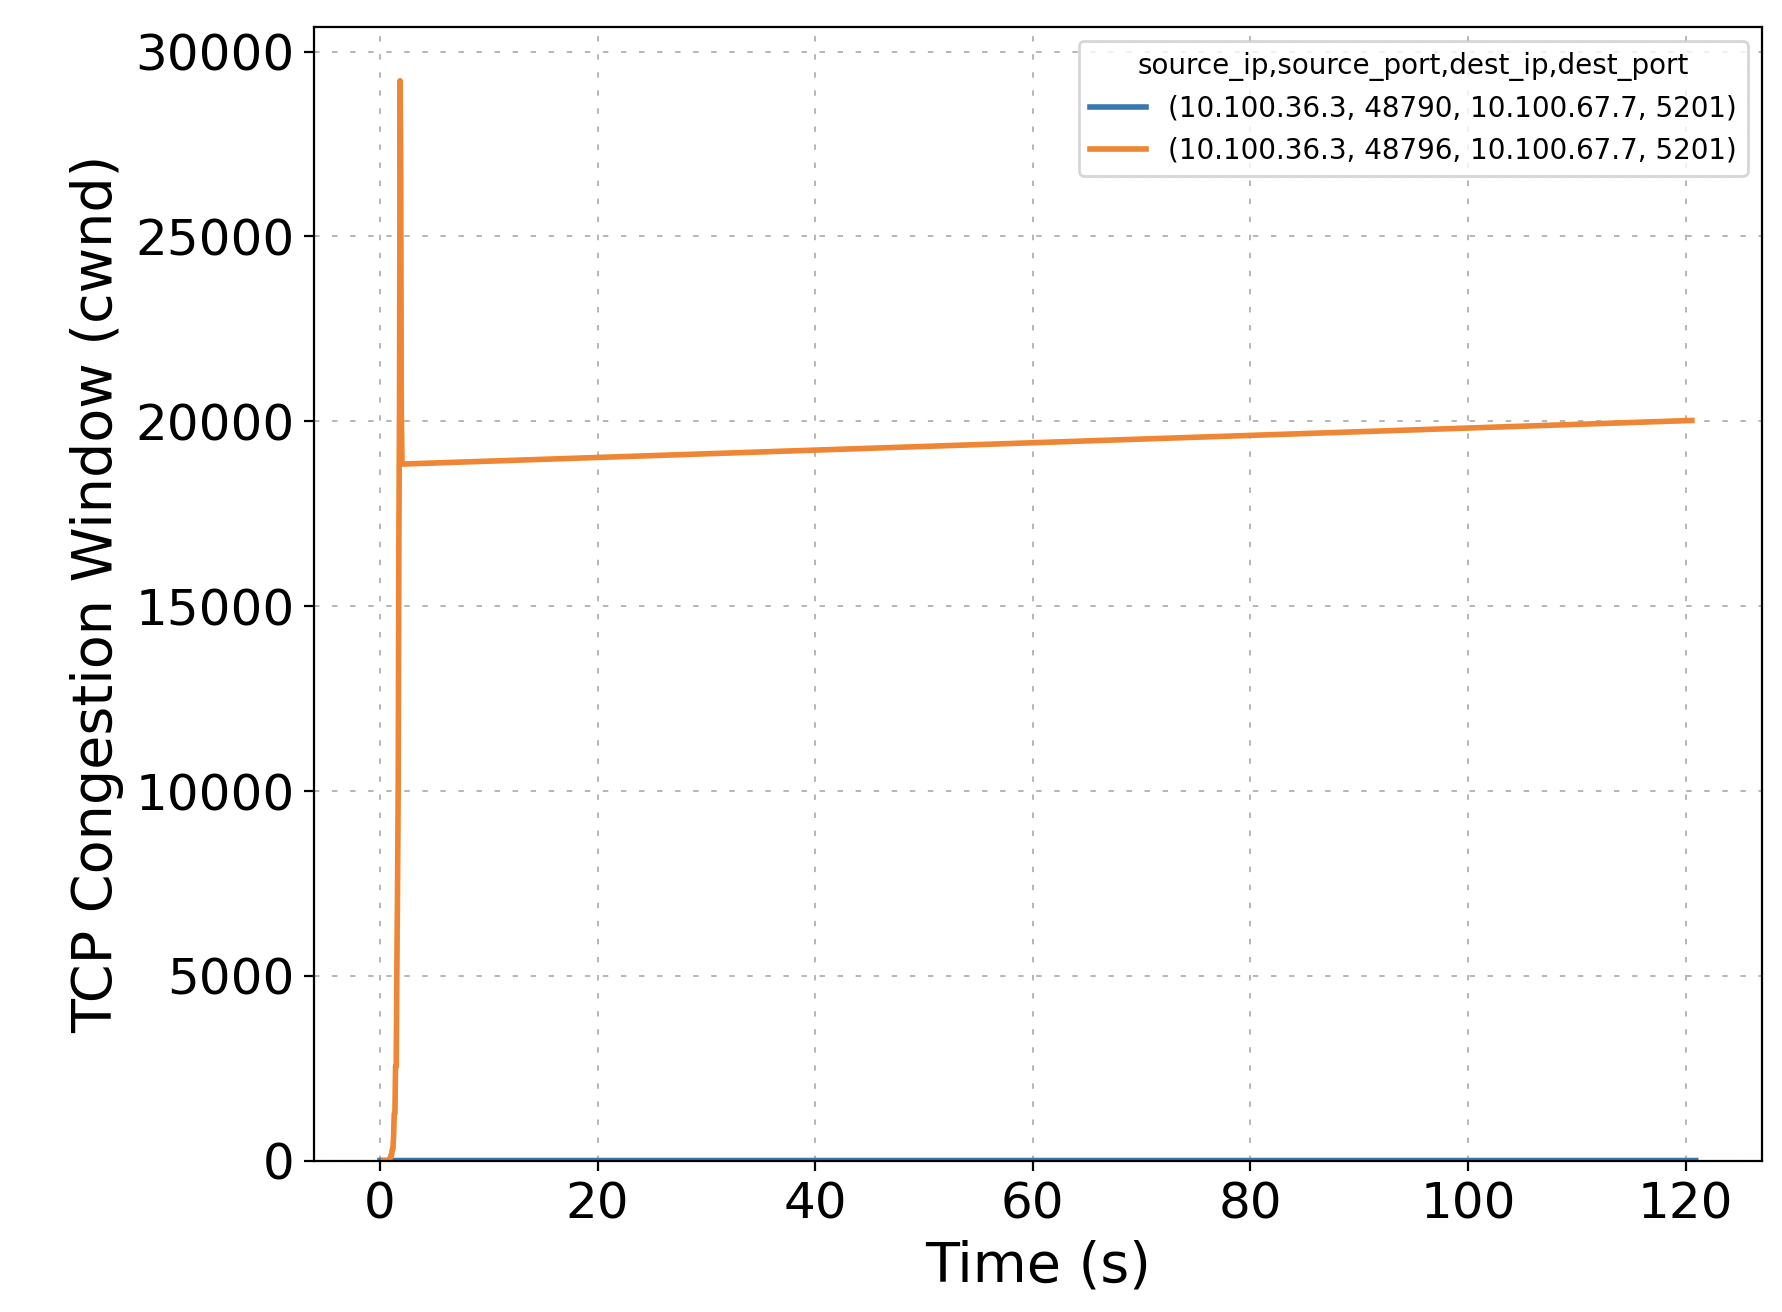 source_ip,source_port,dest_ip,dest_port
(10.100.36.3, 48790, 10.100.67.7, 5201)
(10.100.36.3, 48796, 10.100.67.7, 5201)
TCP Congestion Window (cwnd)
30000
25000
20000
15000
10000
5000
0
0 20 40 60 80 100 120
Time (s)